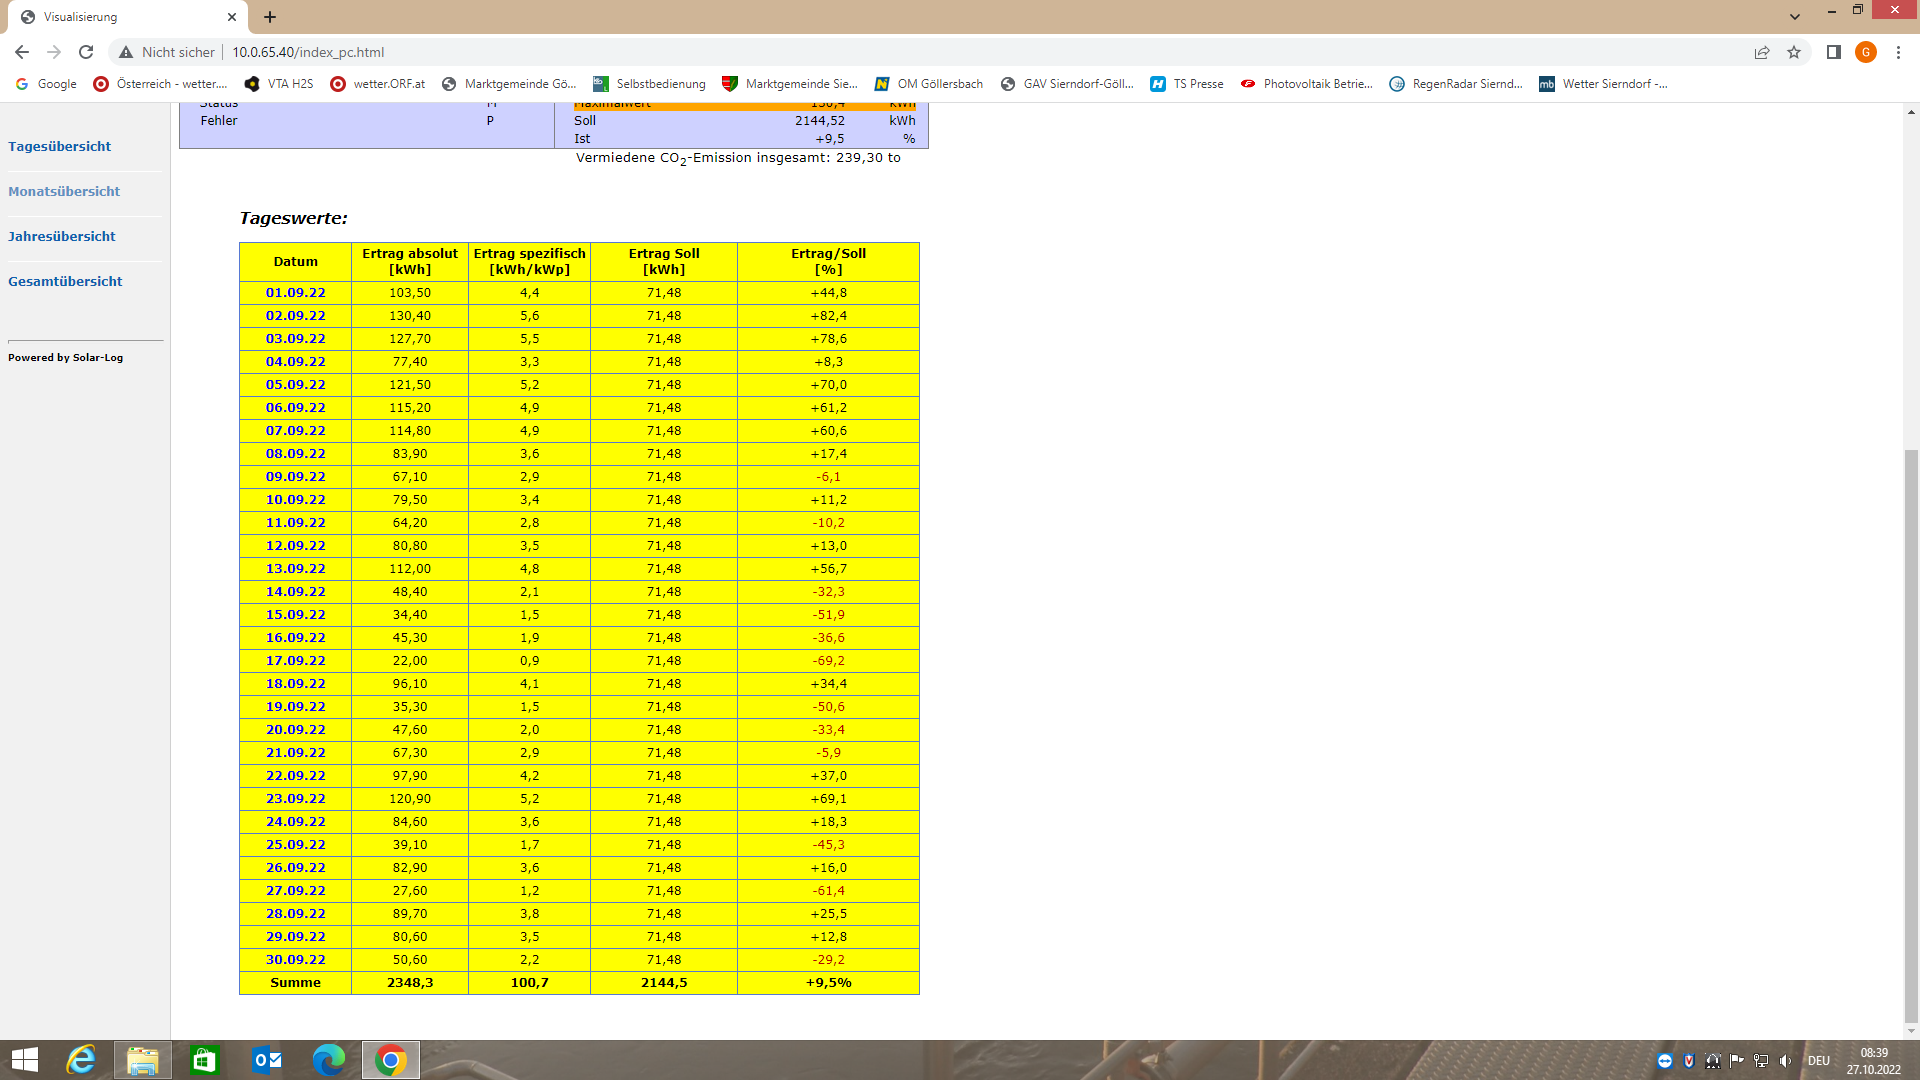 Visualisierung
Nicht sicher 10.0.65.40/index_pc.html
Google Österreich - wetter.... VTA H2S wetter.ORF.at Marktgemeinde Gö... Selbstbedienung Marktgemeinde Sie... OM Göllersbach GAV Sierndorf-Göll... TS Presse Photovoltaik Betrie... RegenRadar Siernd... Wetter Sierndorf -...
Status M Maximalwert 130,4 kWh
Fehler P Soll 2144,52 kWh
Ist +9,5 %
Vermiedene CO2-Emission insgesamt: 239,30 to
Tagesübersicht
Monatsübersicht
Jahresübersicht
Gesamtübersicht
Powered by Solar-Log
Tageswerte:
Datum Ertrag absolut [kWh] Ertrag spezifisch [kWh/kWp] Ertrag Soll [kWh] Ertrag/Soll [%]
01.09.22 103,50 4,4 71,48 +44,8
02.09.22 130,40 5,6 71,48 +82,4
03.09.22 127,70 5,5 71,48 +78,6
04.09.22 77,40 3,3 71,48 +8,3
05.09.22 121,50 5,2 71,48 +70,0
06.09.22 115,20 4,9 71,48 +61,2
07.09.22 114,80 4,9 71,48 +60,6
08.09.22 83,90 3,6 71,48 +17,4
09.09.22 67,10 2,9 71,48 -6,1
10.09.22 79,50 3,4 71,48 +11,2
11.09.22 64,20 2,8 71,48 -10,2
12.09.22 80,80 3,5 71,48 +13,0
13.09.22 112,00 4,8 71,48 +56,7
14.09.22 48,40 2,1 71,48 -32,3
15.09.22 34,40 1,5 71,48 -51,9
16.09.22 45,30 1,9 71,48 -36,6
17.09.22 22,00 0,9 71,48 -69,2
18.09.22 96,10 4,1 71,48 +34,4
19.09.22 35,30 1,5 71,48 -50,6
20.09.22 47,60 2,0 71,48 -33,4
21.09.22 67,30 2,9 71,48 -5,9
22.09.22 97,90 4,2 71,48 +37,0
23.09.22 120,90 5,2 71,48 +69,1
24.09.22 84,60 3,6 71,48 +18,3
25.09.22 39,10 1,7 71,48 -45,3
26.09.22 82,90 3,6 71,48 +16,0
27.09.22 27,60 1,2 71,48 -61,4
28.09.22 89,70 3,8 71,48 +25,5
29.09.22 80,60 3,5 71,48 +12,8
30.09.22 50,60 2,2 71,48 -29,2
Summe 2348,3 100,7 2144,5 +9,5%
DEU 08:39
27.10.2022